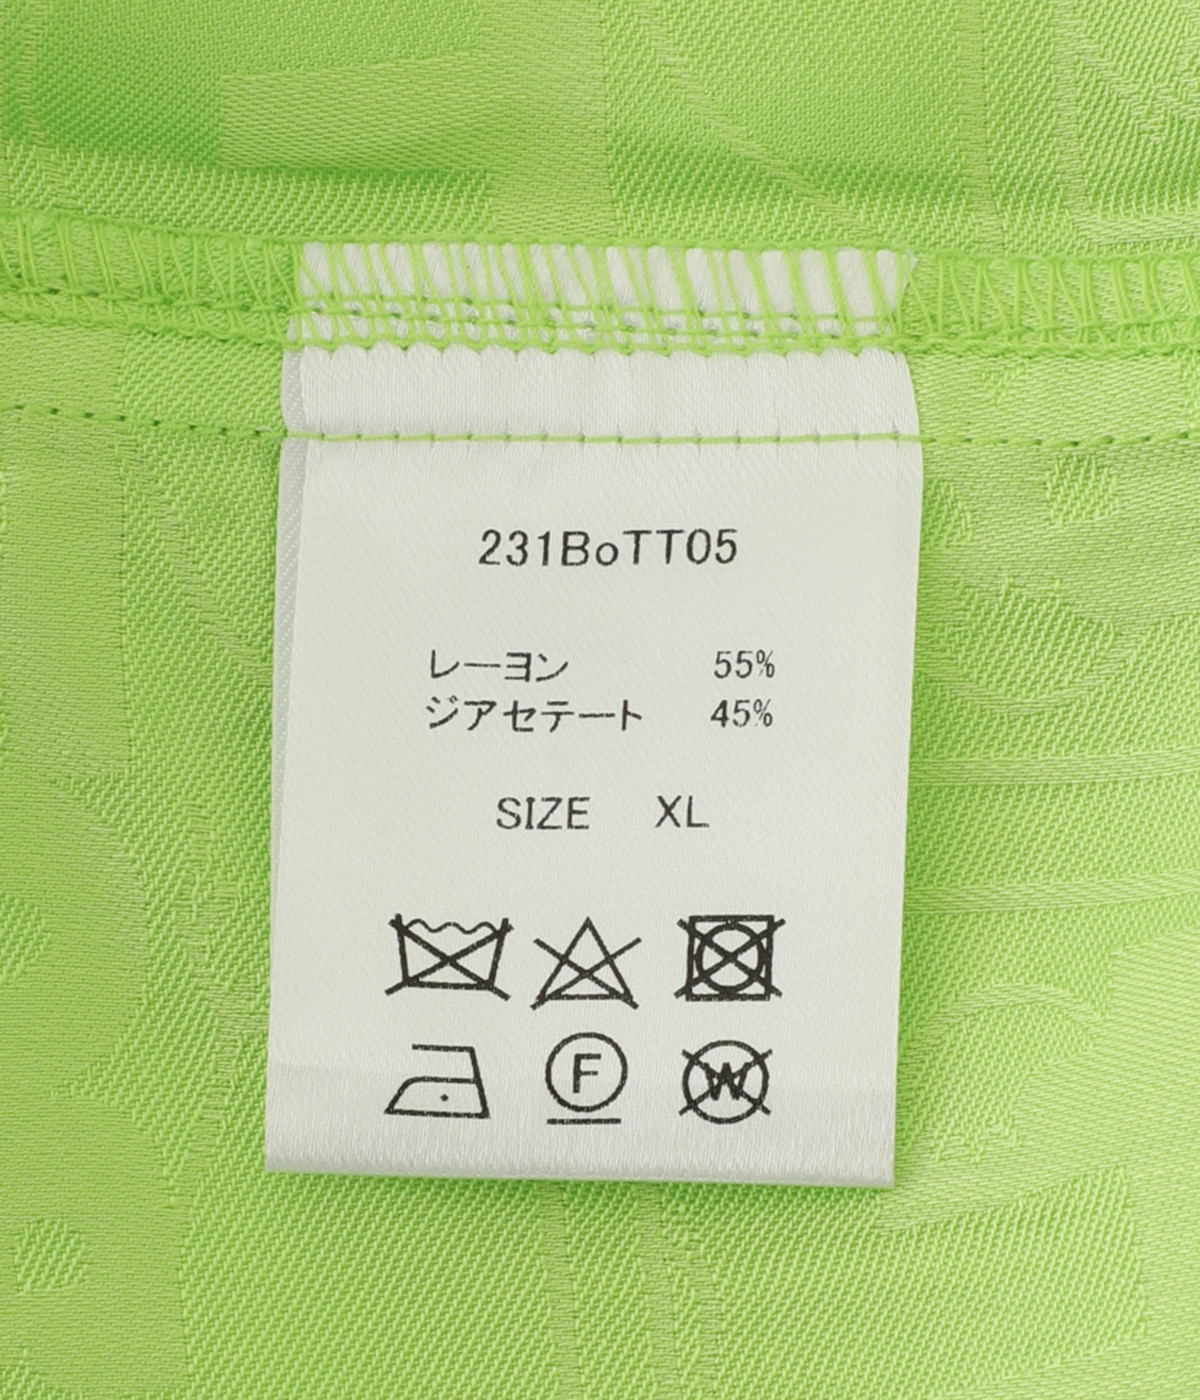 231BoTT05
レーヨン 55%
ジアセテート 45%
SIZE XL
F
W